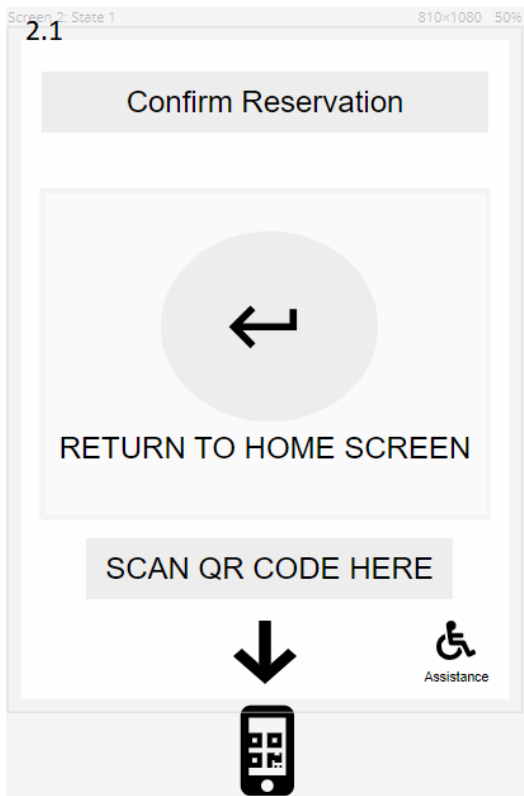 Screen 2: State 1
810×1080 50%
2.1
Confirm Reservation
RETURN TO HOME SCREEN
SCAN QR CODE HERE
Assistance